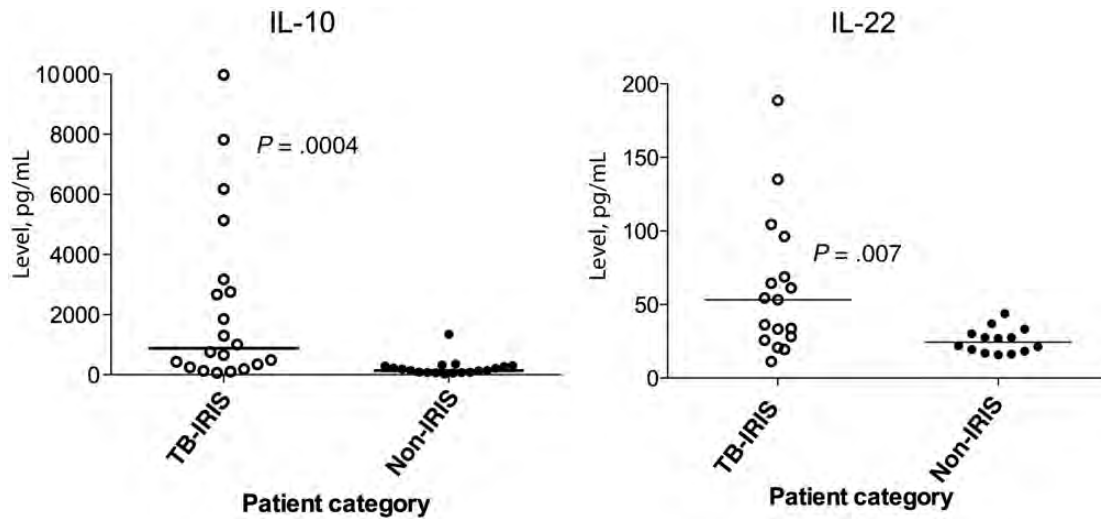 IL-10
Level, pg/mL
10000
8000
6000
4000
2000
0
P = .0004
TB-IRIS
Non-IRIS
Patient category
IL-22
Level, pg/mL
200
150
100
50
0
P = .007
TB-IRIS
Non-IRIS
Patient category